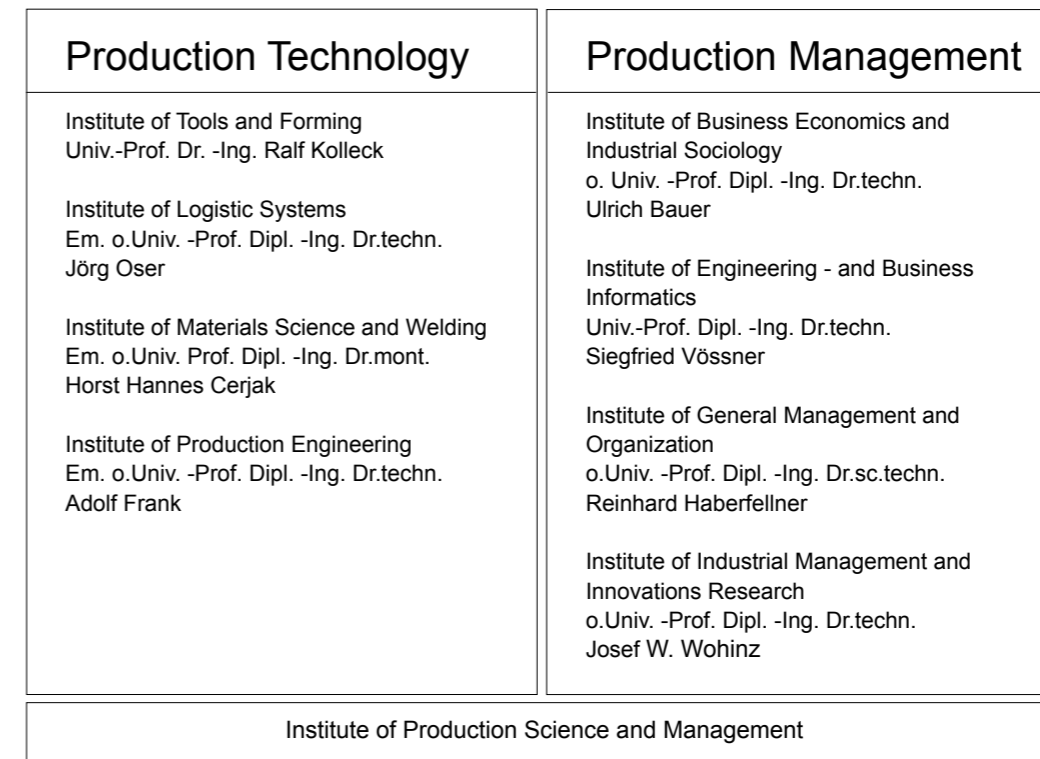 Production Technology
Institute of Tools and Forming
Univ.-Prof. Dr. -Ing. Ralf Kolleck
Institute of Logistic Systems
Em. o.Univ. -Prof. Dipl. -Ing. Dr.techn.
Jörg Oser
Institute of Materials Science and Welding
Em. o.Univ. Prof. Dipl. -Ing. Dr.mont.
Horst Hannes Cerjak
Institute of Production Engineering
Em. o.Univ. -Prof. Dipl. -Ing. Dr.techn.
Adolf Frank
Production Management
Institute of Business Economics and
Industrial Sociology
o. Univ. -Prof. Dipl. -Ing. Dr.techn.
Ulrich Bauer
Institute of Engineering - and Business
Informatics
Univ.-Prof. Dipl. -Ing. Dr.techn.
Siegfried Vössner
Institute of General Management and
Organization
o.Univ. -Prof. Dipl. -Ing. Dr.sc.techn.
Reinhard Haberfellner
Institute of Industrial Management and
Innovations Research
o.Univ. -Prof. Dipl. -Ing. Dr.techn.
Josef W. Wohinz
Institute of Production Science and Management